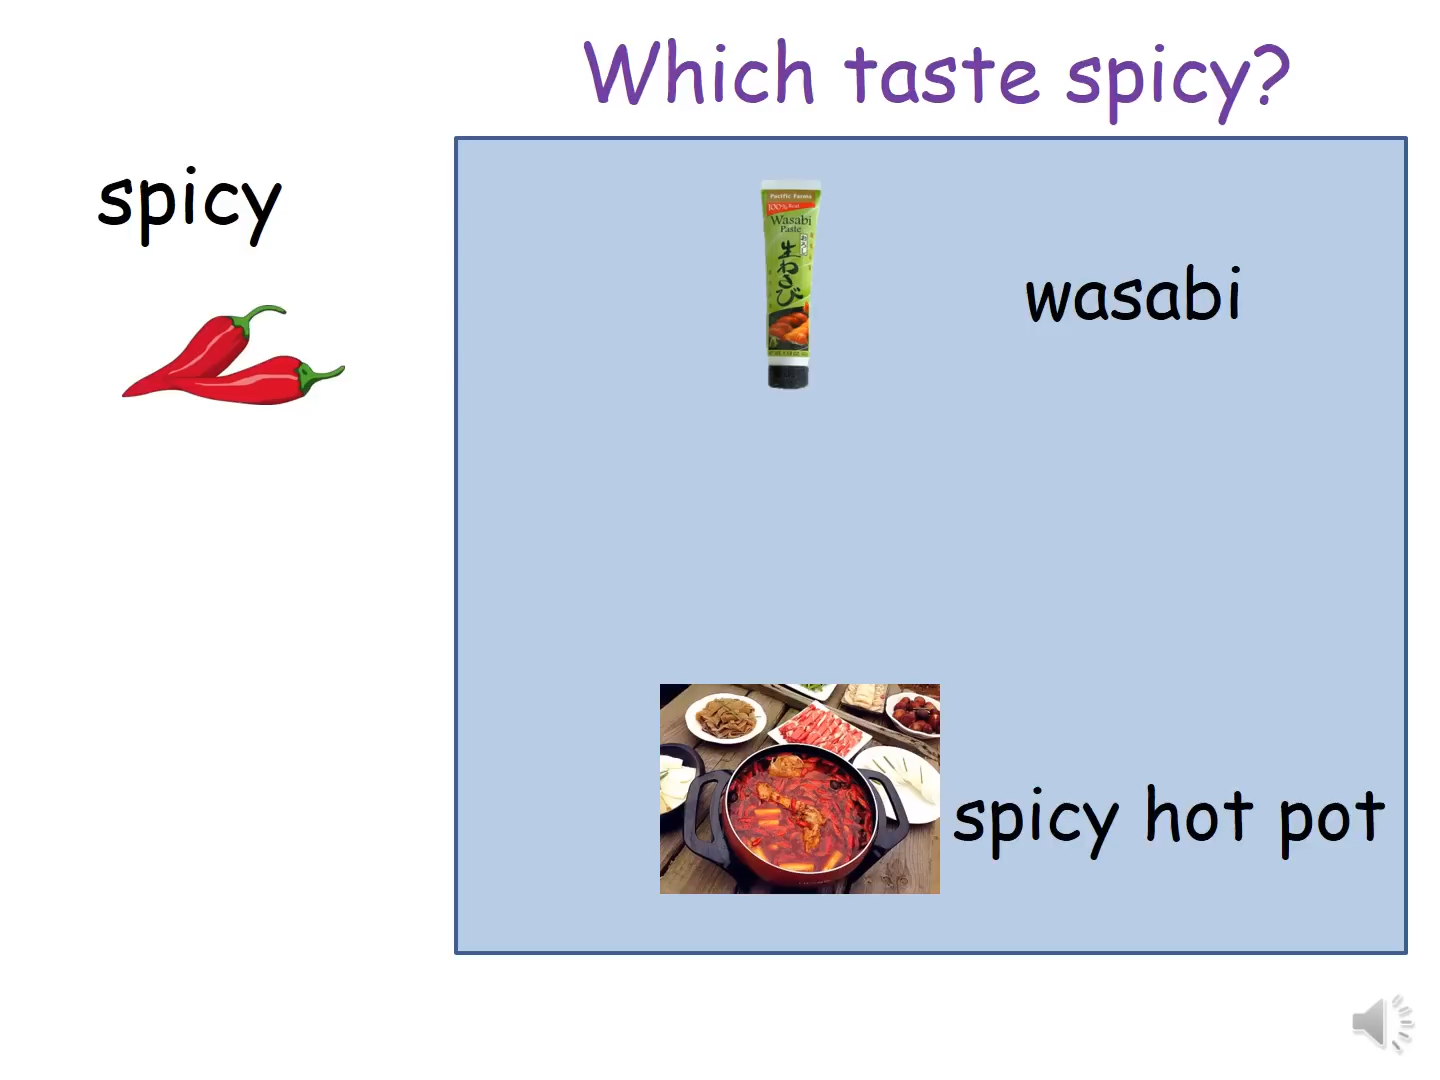 Which taste spicy?
spicy
Pacific Farms
100% Real
Wasabi
Paste
生わさび
wasabi
spicy hot pot